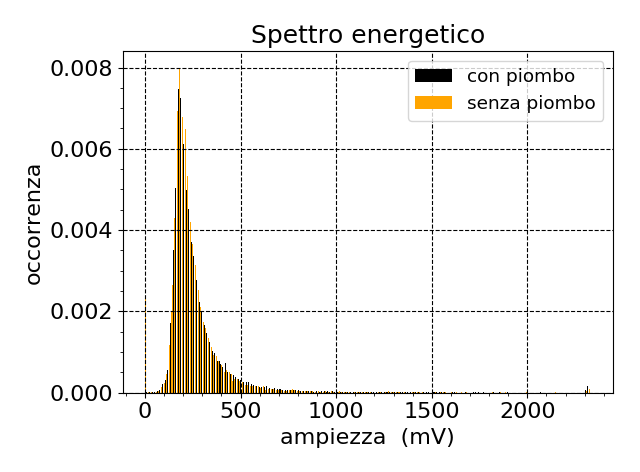 Spettro energetico
con piombo
senza piombo
0.008
0.006
0.004
0.002
0.000
occorrenza
0 500 1000 1500 2000
ampiezza (mV)